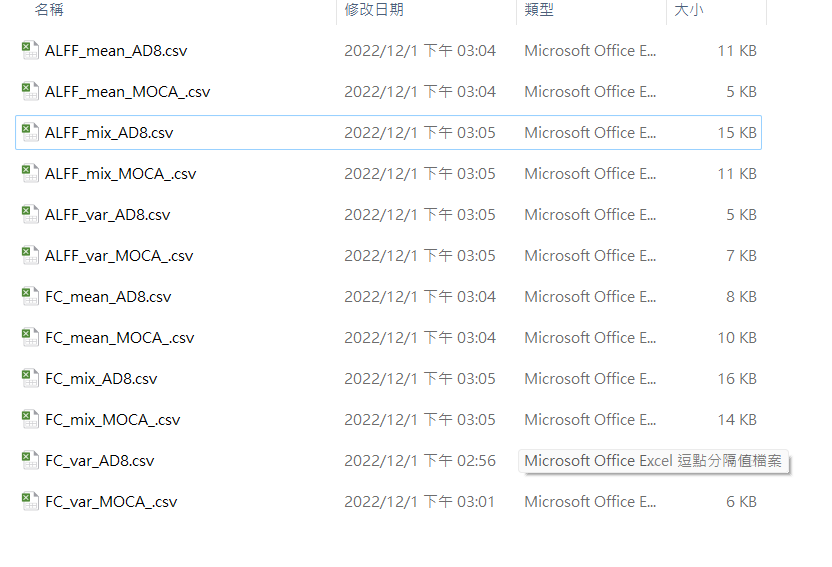 名稱 修改日期 類型 大小
ALFF_mean_AD8.csv 2022/12/1 下午 03:04 Microsoft Office E... 11 KB
ALFF_mean_MOCA_.csv 2022/12/1 下午 03:04 Microsoft Office E... 5 KB
ALFF_mix_AD8.csv 2022/12/1 下午 03:05 Microsoft Office E... 15 KB
ALFF_mix_MOCA_.csv 2022/12/1 下午 03:05 Microsoft Office E... 11 KB
ALFF_var_AD8.csv 2022/12/1 下午 03:05 Microsoft Office E... 5 KB
ALFF_var_MOCA_.csv 2022/12/1 下午 03:05 Microsoft Office E... 7 KB
FC_mean_AD8.csv 2022/12/1 下午 03:04 Microsoft Office E... 8 KB
FC_mean_MOCA_.csv 2022/12/1 下午 03:04 Microsoft Office E... 10 KB
FC_mix_AD8.csv 2022/12/1 下午 03:05 Microsoft Office E... 16 KB
FC_mix_MOCA_.csv 2022/12/1 下午 03:05 Microsoft Office E... 14 KB
FC_var_AD8.csv 2022/12/1 下午 02:56 Microsoft Office Excel 逗點分隔值檔案
FC_var_MOCA_.csv 2022/12/1 下午 03:01 Microsoft Office E... 6 KB